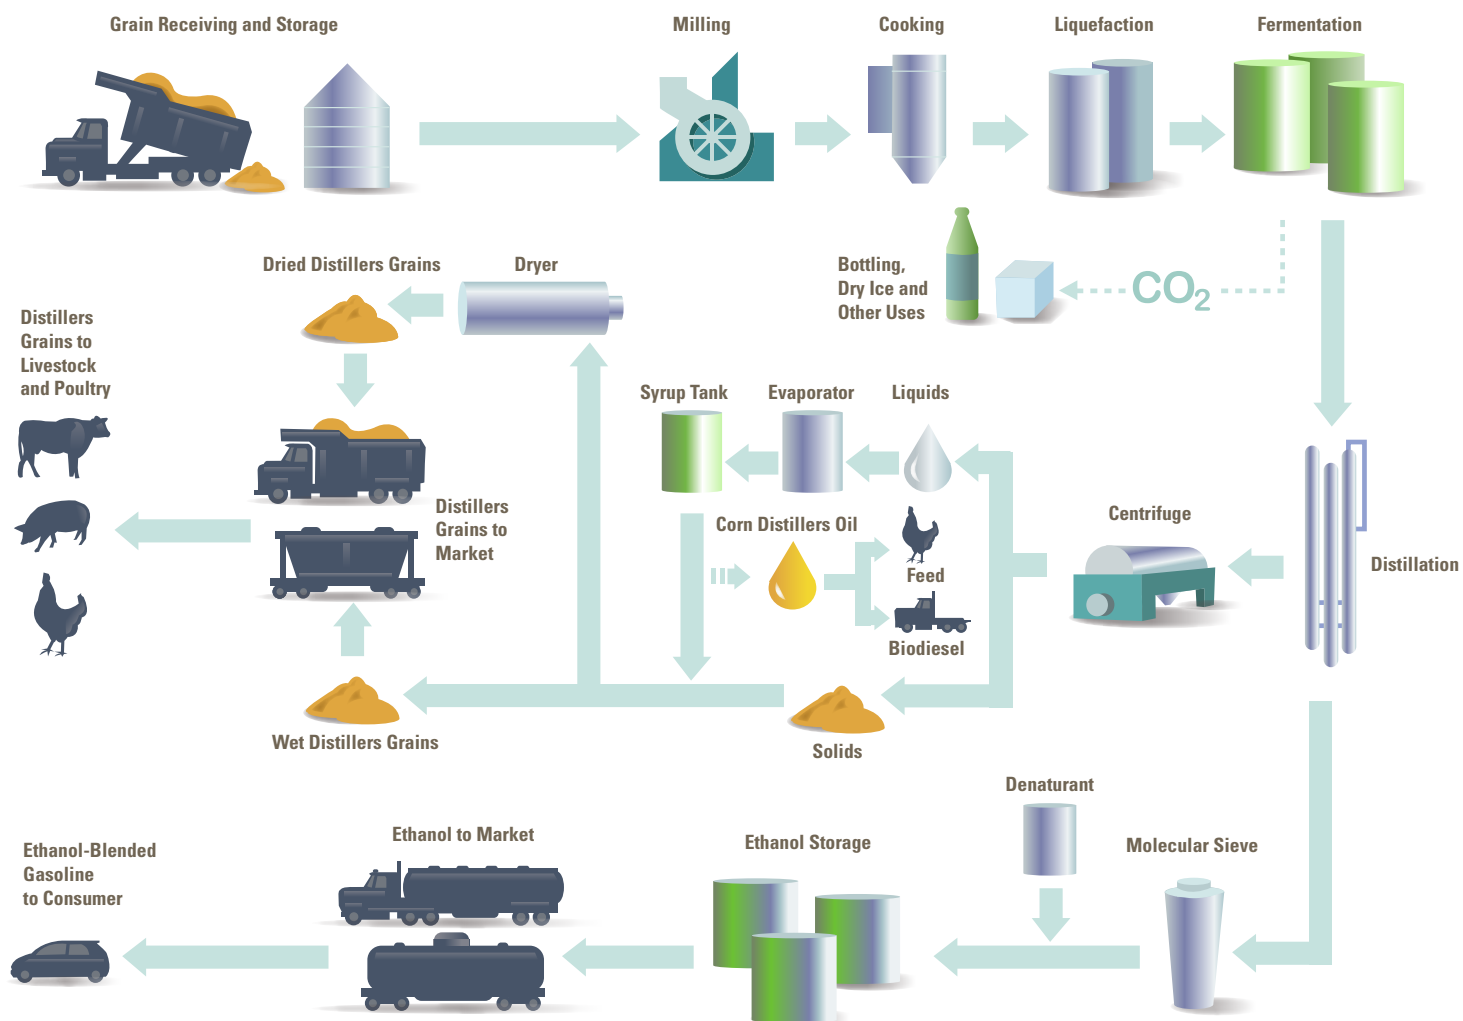 Grain Receiving and Storage
Milling
Cooking
Liquefaction
Fermentation
Dried Distillers Grains
Dryer
Bottling,
Dry Ice and
Other Uses
CO2
Distillers
Grains to
Livestock
and Poultry
Syrup Tank
Evaporator
Liquids
Distillers
Grains to
Market
Corn Distillers Oil
Feed
Biodiesel
Centrifuge
Distillation
Wet Distillers Grains
Solids
Denaturant
Ethanol to Market
Ethanol Storage
Molecular Sieve
Ethanol-Blended
Gasoline
to Consumer